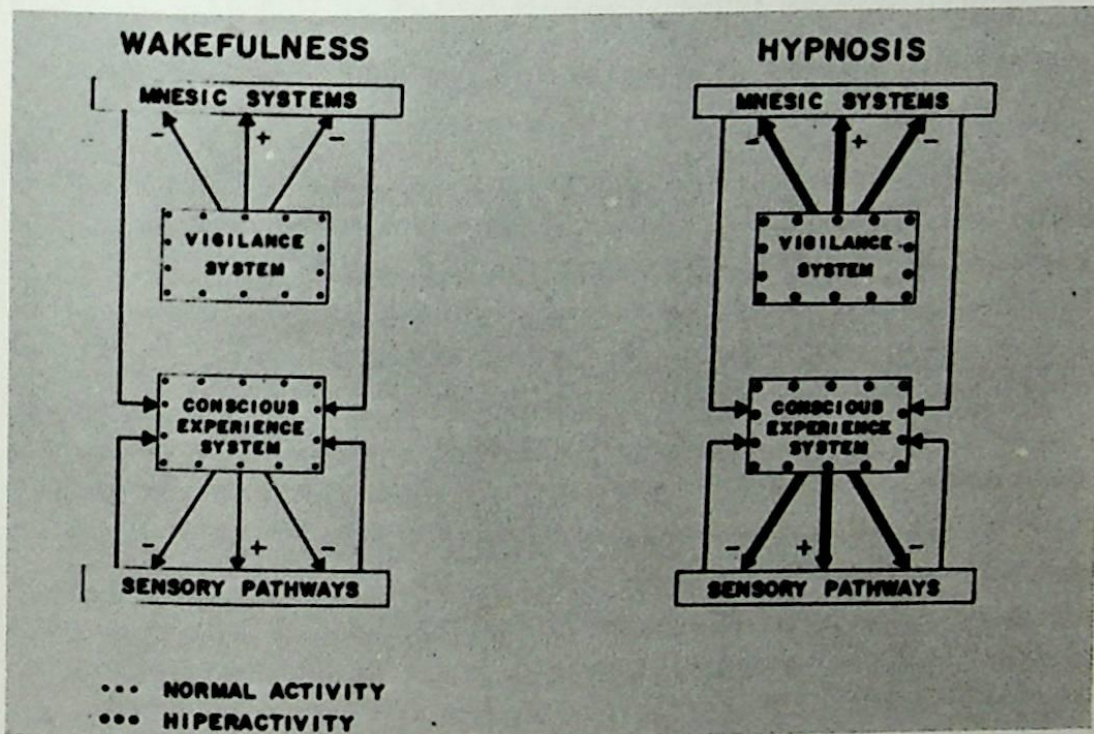 WAKEFULNESS
MNESIC SYSTEMS
-
+
-
VIGILANCE
SYSTEM
CONSCIOUS
EXPERIENCE
SYSTEM
-
+
-
SENSORY PATHWAYS
HYPNOSIS
MNESIC SYSTEMS
-
+
-
VIGILANCE
SYSTEM
CONSCIOUS
EXPERIENCE
SYSTEM
-
+
-
SENSORY PATHWAYS
••• NORMAL ACTIVITY
••• HIPERACTIVITY